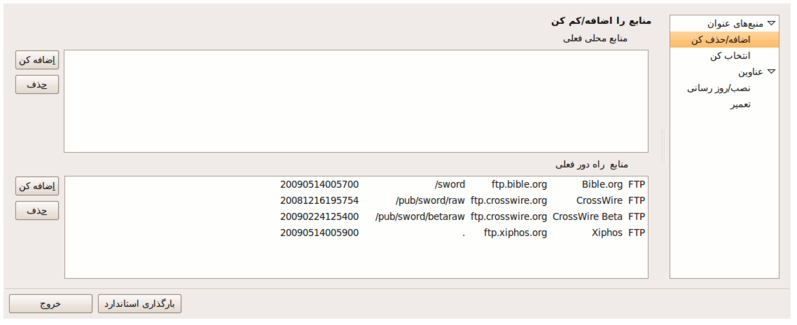 منبع‌های عنوان
اضافه/حذف کن
انتخاب کن
عناوین
نصب/روز رسانی
تعمیر
منابع را اضافه/کم کن
منابع محلی فعلی
إضافه کن
حذف
منابع راه دور فعلی
FTP Bible.org ftp.bible.org /sword 20090514005700
FTP CrossWire ftp.crosswire.org /pub/sword/raw 20081216195754
FTP CrossWire Beta ftp.crosswire.org /pub/sword/betaraw 20090224125400
FTP Xiphos ftp.xiphos.org . 20090514005900
إضافه کن
حذف
بارگذاری استاندارد
خروج